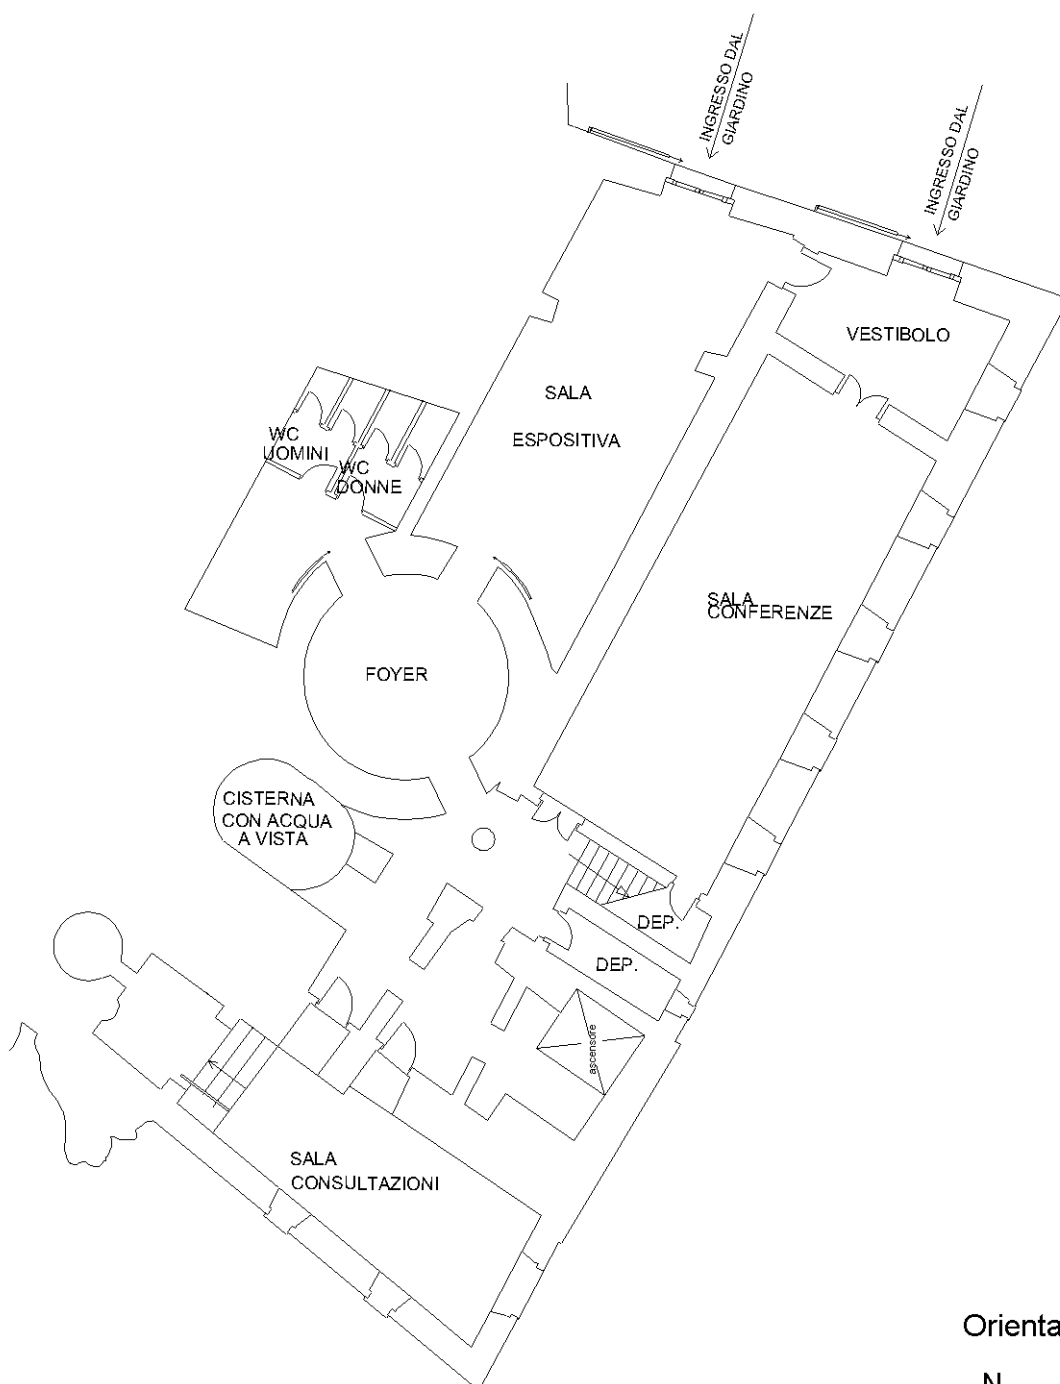 INGRESSO DAL
GIARDINO
INGRESSO DAL
GIARDINO
VESTIBOLO
SALA
ESPOSITIVA
WC
UOMINI
WC
DONNE
SALA
CONFERENZE
FOYER
CISTERNA
CON ACQUA
A VISTA
DEP.
DEP.
ascensore
SALA
CONSULTAZIONI
Orienta
N